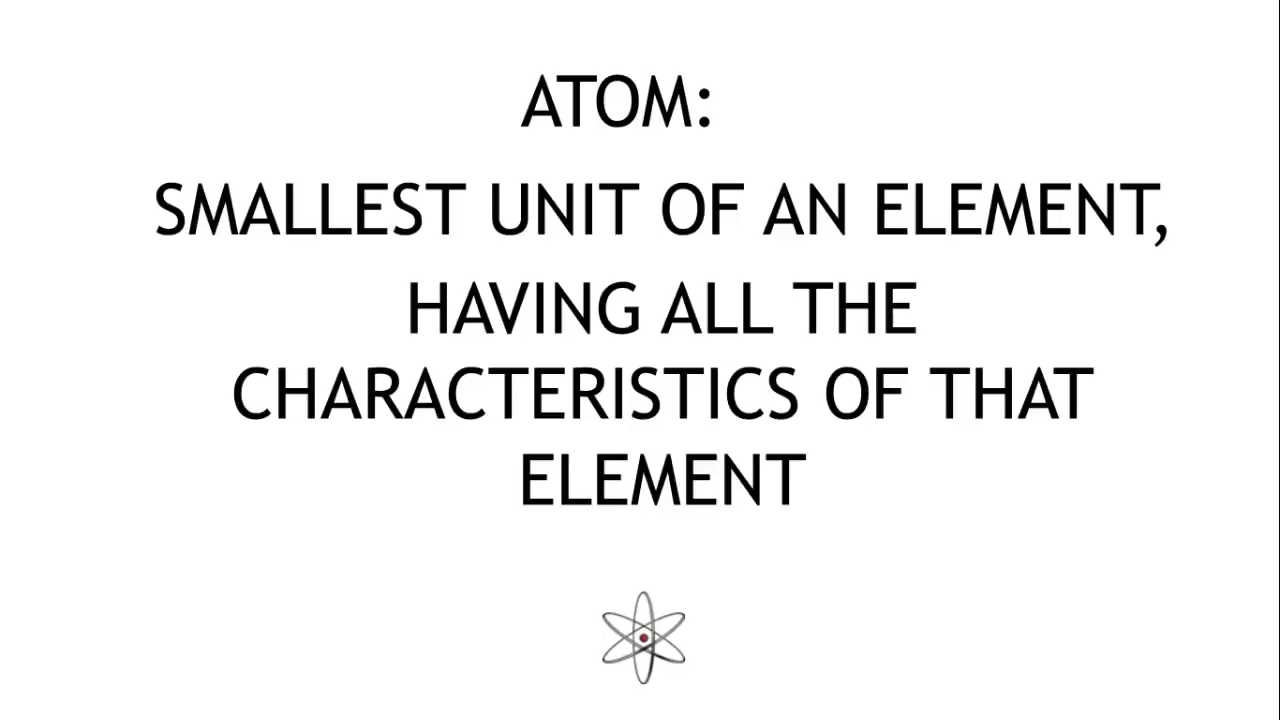 ATOM:
SMALLEST UNIT OF AN ELEMENT,
HAVING ALL THE
CHARACTERISTICS OF THAT
ELEMENT